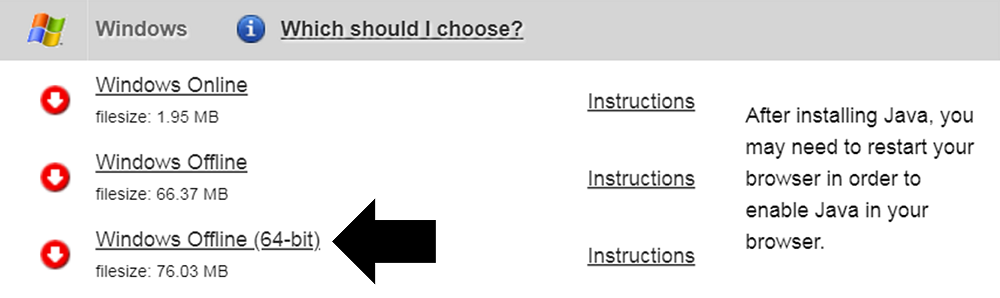 Windows
Which should I choose?
Windows Online
filesize: 1.95 MB
Instructions
Windows Offline
filesize: 66.37 MB
Instructions
Windows Offline (64-bit)
filesize: 76.03 MB
Instructions
After installing Java, you
may need to restart your
browser in order to
enable Java in your
browser.